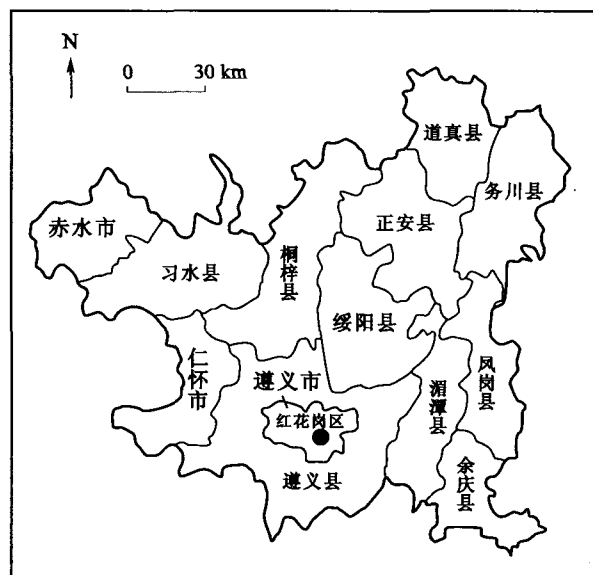 N
0 30 km
道真县
务川县
正安县
赤水市
习水县
桐梓县
绥阳县
仁怀市
遵义市
红花岗区
湄潭县
凤岗县
遵义县
余庆县